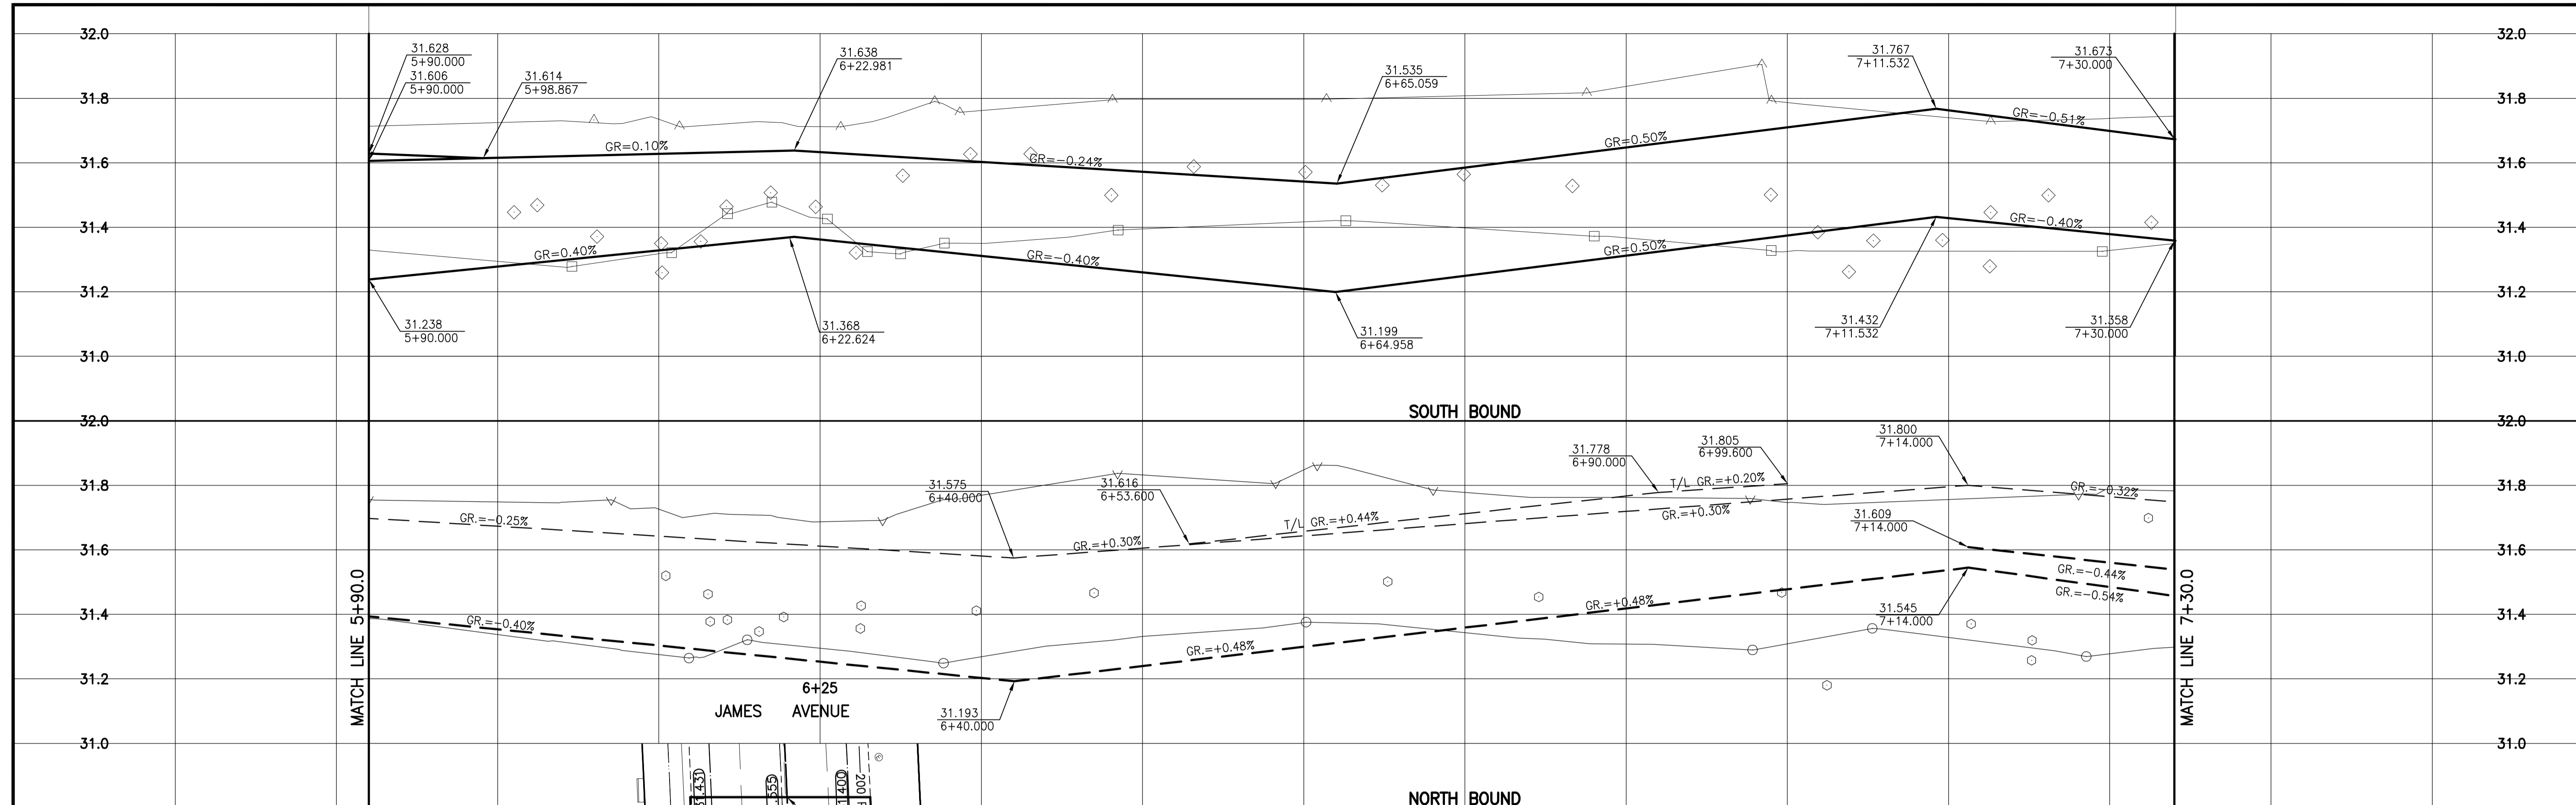 32.0
32.0
31.628
5+90.000
31.606
5+90.000
31.614
5+98.867
31.638
6+22.981
31.535
6+65.059
31.767
7+11.532
31.673
7+30.000
31.8
31.8
GR=0.10%
GR=-0.24%
GR=0.50%
GR=-0.51%
31.6
31.6
31.4
31.4
GR=0.40%
GR=-0.40%
GR=0.50%
GR=-0.40%
31.2
31.2
31.238
5+90.000
31.368
6+22.624
31.199
6+64.958
31.432
7+11.532
31.358
7+30.000
31.0
31.0
SOUTH BOUND
32.0
32.0
31.575
6+40.000
31.616
6+53.600
31.778
6+90.000
31.805
6+99.600
31.800
7+14.000
31.8
31.8
GR.=-0.25%
GR.=+0.30%
T/L GR.=+0.44%
T/L GR.=+0.20%
GR.=+0.30%
GR.=-0.32%
31.609
7+14.000
31.6
31.6
GR.=-0.44%
GR.=-0.54%
31.4
31.4
GR.=-0.40%
GR.=+0.48%
GR.=+0.48%
31.545
7+14.000
31.2
31.2
31.193
6+40.000
MATCH LINE 5+90.0
MATCH LINE 7+30.0
6+25
JAMES AVENUE
31.0
31.0
200
NORTH BOUND